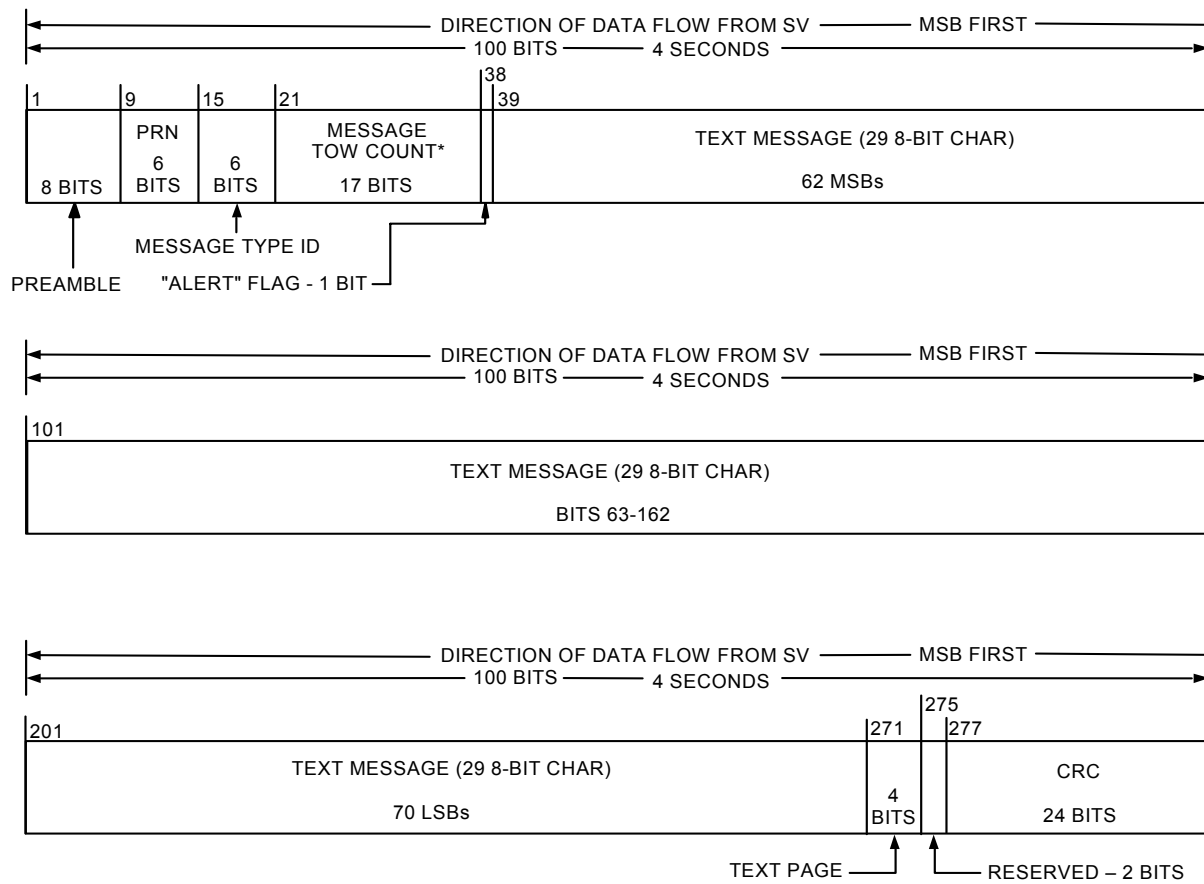 DIRECTION OF DATA FLOW FROM SV MSB FIRST
100 BITS 4 SECONDS
38
1 9 15 21 39
PRN MESSAGE TEXT MESSAGE (29 8-BIT CHAR)
TOW COUNT*
6 6
8 BITS BITS BITS 17 BITS 62 MSBs
MESSAGE TYPE ID
PREAMBLE "ALERT" FLAG - 1 BIT
DIRECTION OF DATA FLOW FROM SV MSB FIRST
100 BITS 4 SECONDS
101
TEXT MESSAGE (29 8-BIT CHAR)
BITS 63-162
DIRECTION OF DATA FLOW FROM SV MSB FIRST
100 BITS 4 SECONDS
275
201 271 277
TEXT MESSAGE (29 8-BIT CHAR) CRC
4
70 LSBs BITS 24 BITS
TEXT PAGE RESERVED – 2 BITS